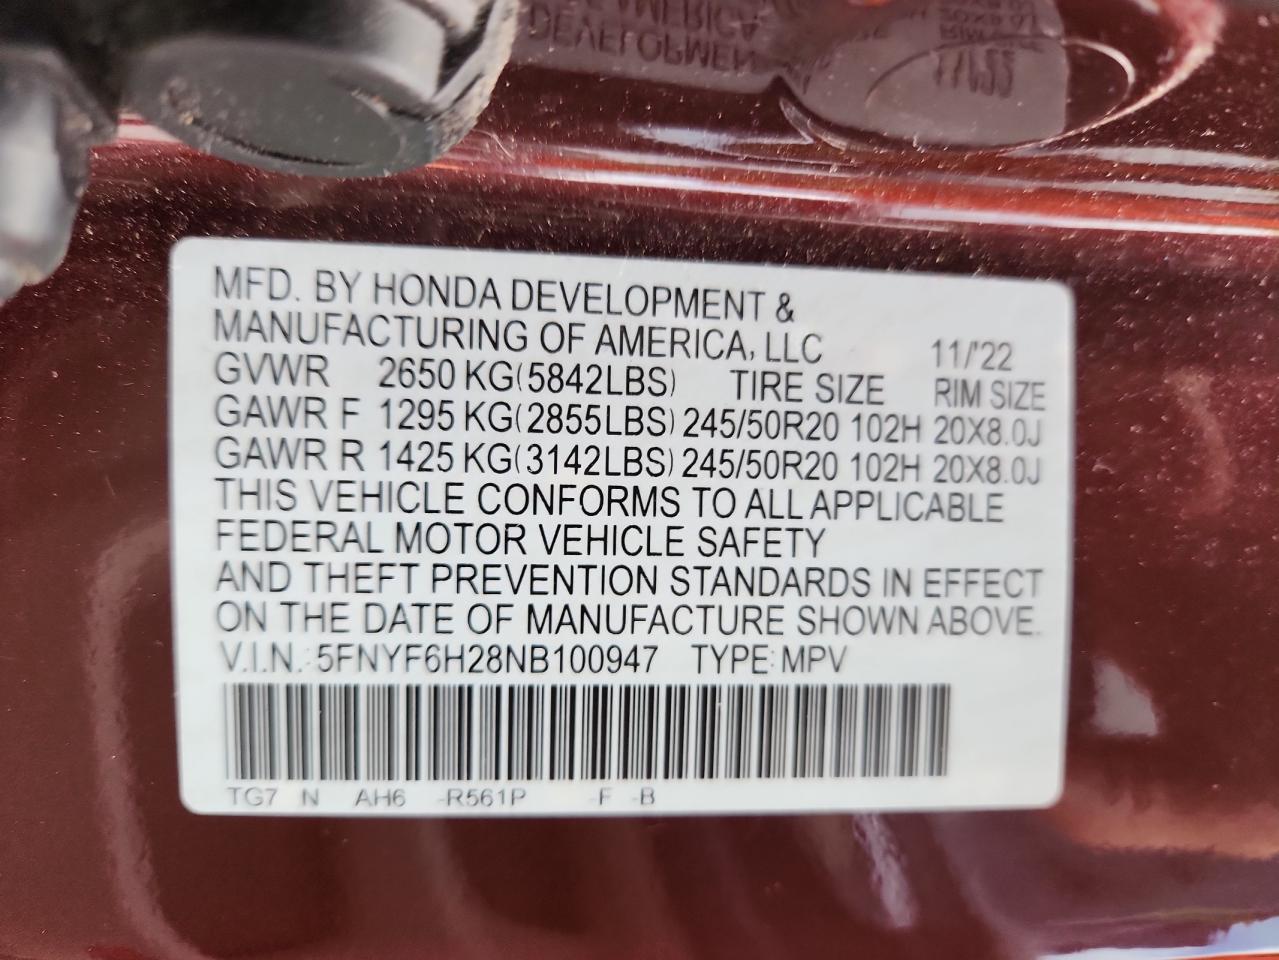 MFD. BY HONDA DEVELOPMENT &
MANUFACTURING OF AMERICA, LLC 11/'22
GVWR 2650 KG(5842LBS) TIRE SIZE RIM SIZE
GAWR F 1295 KG(2855LBS) 245/50R20 102H 20X8.0J
GAWR R 1425 KG(3142LBS) 245/50R20 102H 20X8.0J
THIS VEHICLE CONFORMS TO ALL APPLICABLE
FEDERAL MOTOR VEHICLE SAFETY
AND THEFT PREVENTION STANDARDS IN EFFECT
ON THE DATE OF MANUFACTURE SHOWN ABOVE.
V.I.N.: 5FNYF6H28NB100947 TYPE: MPV
TG7 N AH6 -R561P -F -B